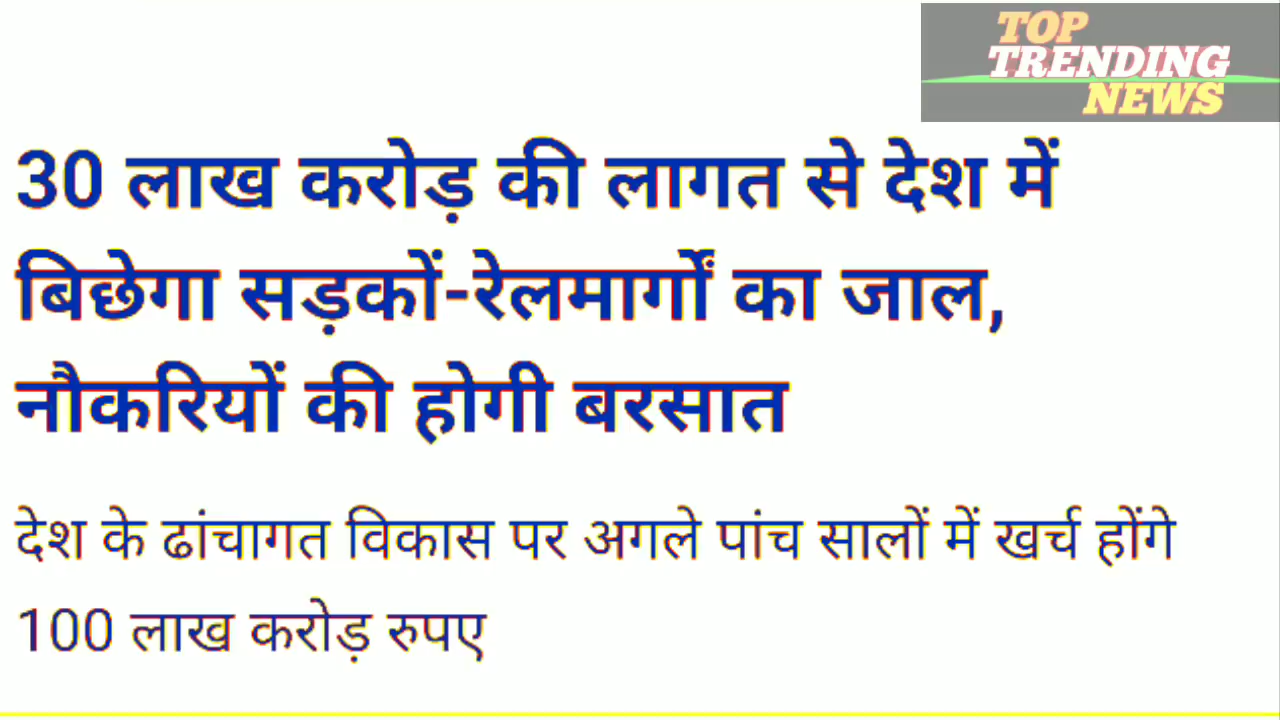 TOP
TRENDING
NEWS
30 लाख करोड़ की लागत से देश में
बिछेगा सड़कों-रेलमार्गों का जाल,
नौकरियों की होगी बरसात
देश के ढांचागत विकास पर अगले पांच सालों में खर्च होंगे
100 लाख करोड़ रुपए